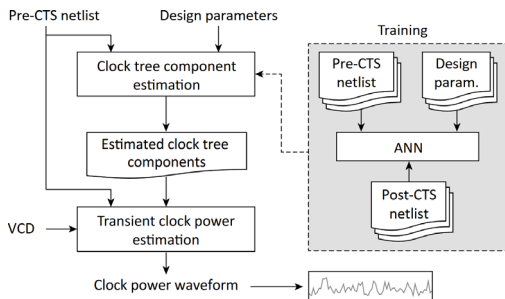 Pre-CTS netlist
Design parameters
Training
Clock tree component
estimation
Pre-CTS
netlist
Design
param.
ANN
Estimated clock tree
components
Post-CTS
netlist
VCD
Transient clock power
estimation
Clock power waveform